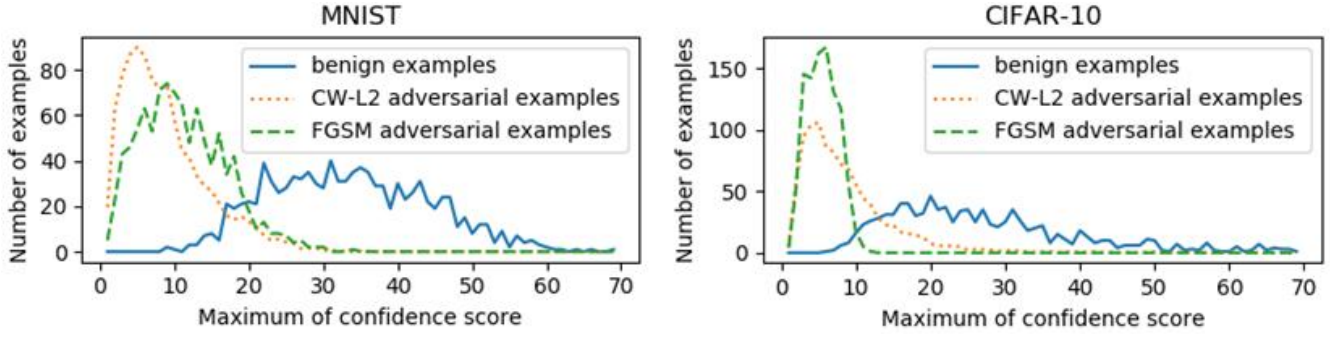 MNIST
Number of examples
80
60
40
20
0
benign examples
CW-L2 adversarial examples
FGSM adversarial examples
0 10 20 30 40 50 60 70
Maximum of confidence score
CIFAR-10
Number of examples
150
100
50
0
benign examples
CW-L2 adversarial examples
FGSM adversarial examples
0 10 20 30 40 50 60 70
Maximum of confidence score